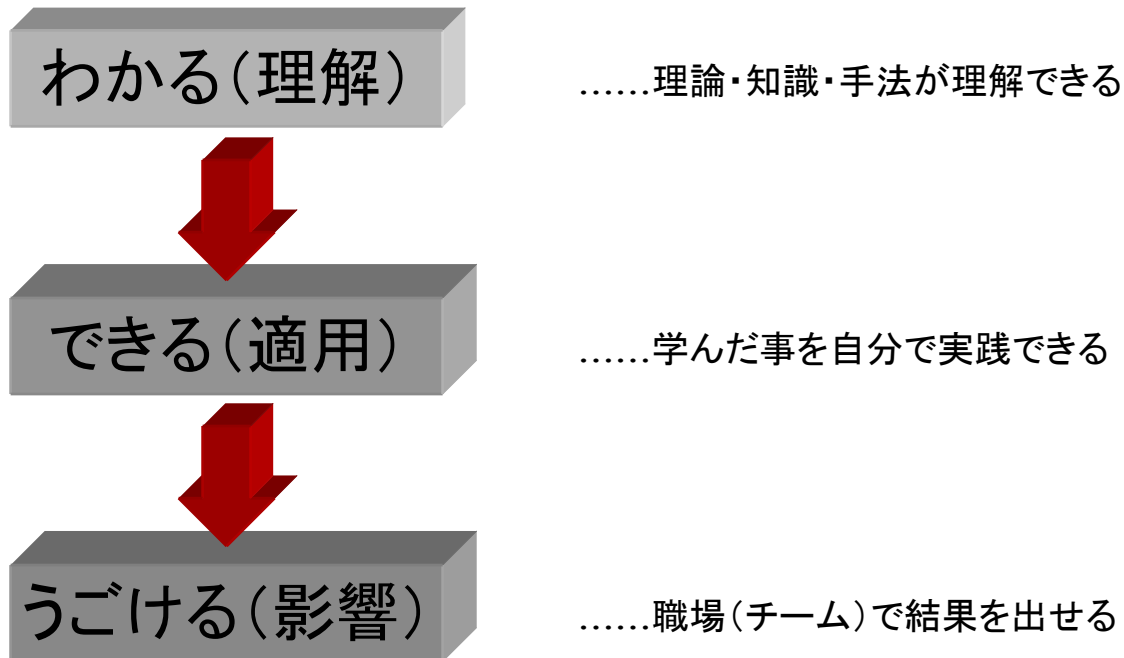 わかる(理解)
……理論・知識・手法が理解できる
できる(適用)
……学んだ事を自分で実践できる
うごける(影響)
……職場(チーム)で結果を出せる